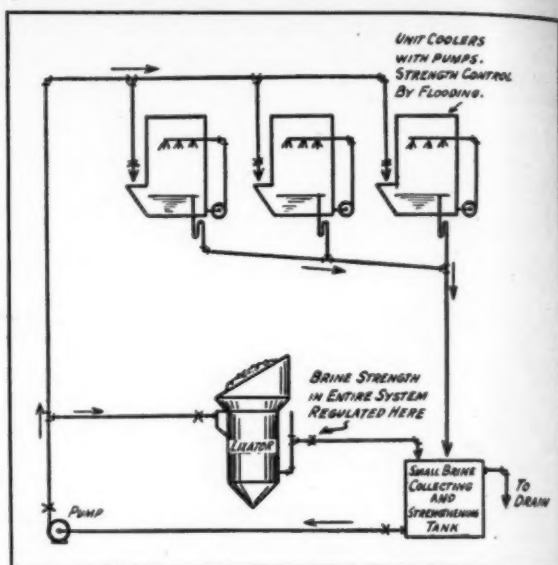 UNIT COOLERS
WITH PUMPS.
STRENGTH CONTROL
BY FLOODING.
BRINE STRENGTH
IN ENTIRE SYSTEM
REGULATED HERE
LIXATOR
SMALL BRINE
COLLECTING
AND
STRENGTHENING
TANK
TO
DRAIN
PUMP